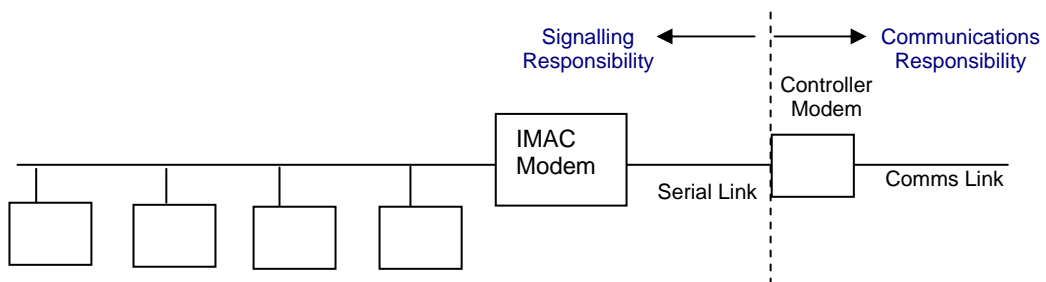 Signalling
Responsibility
Communications
Responsibility
Controller
Modem
IMAC
Modem
Serial Link
Comms Link